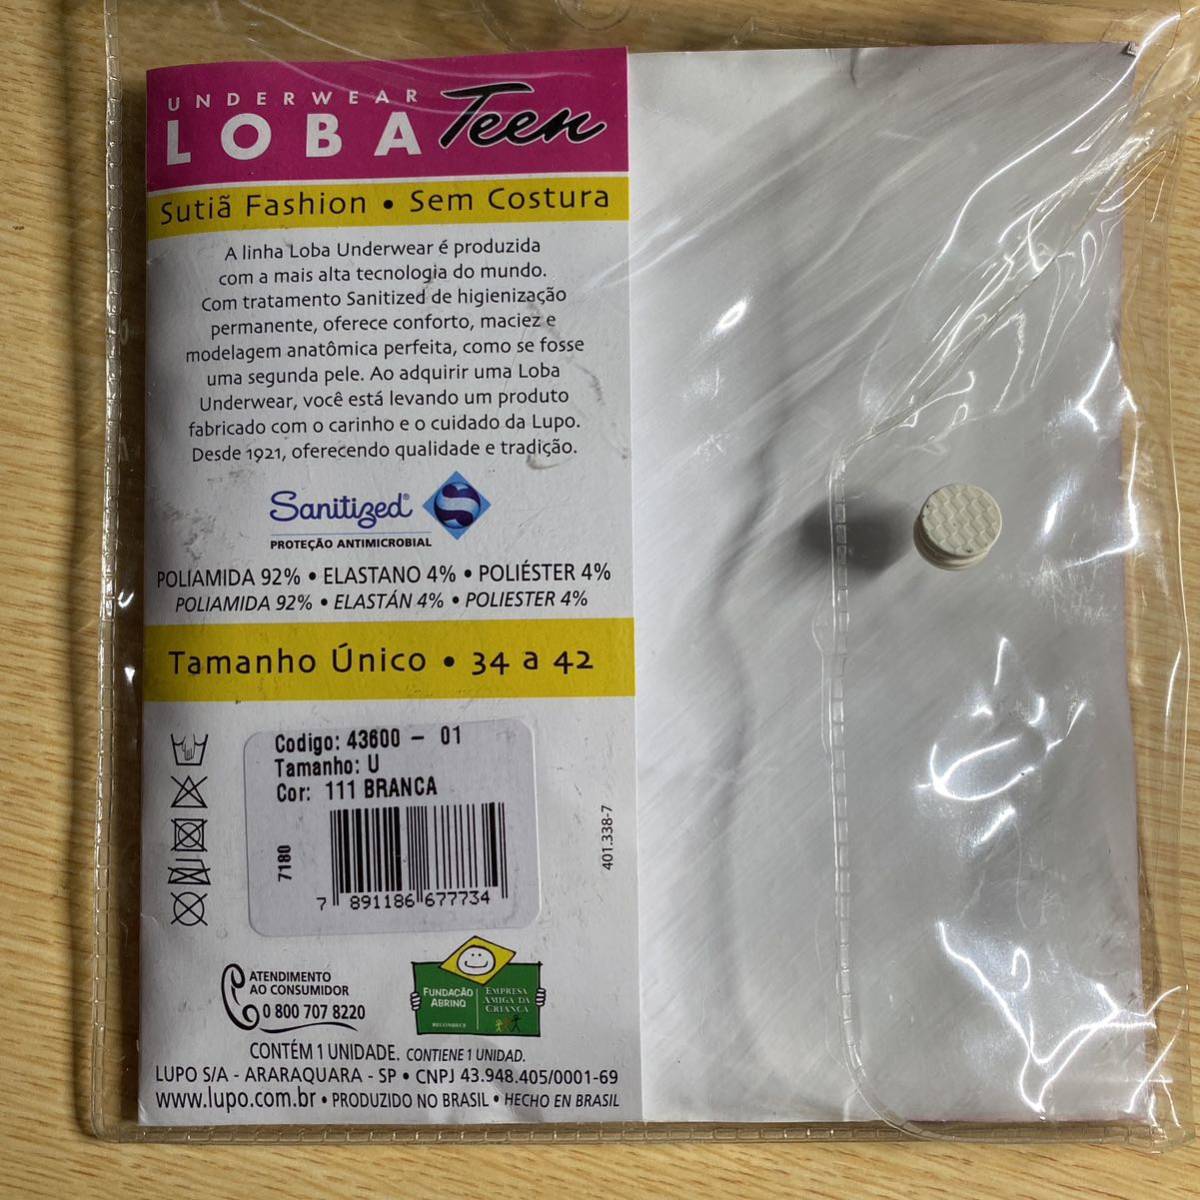 UNDERWEAR
LOBA Teen
Sutiã Fashion • Sem Costura
A linha Loba Underwear é produzida
com a mais alta tecnologia do mundo.
Com tratamento Sanitized de higienização
permanente, oferece conforto, maciez e
modelagem anatômica perfeita, como se fosse
uma segunda pele. Ao adquirir uma Loba
Underwear, você está levando um produto
fabricado com o carinho e o cuidado da Lupo.
Desde 1921, oferecendo qualidade e tradição.
Sanitized®
PROTEÇÃO ANTIMICROBIAL
POLIAMIDA 92% • ELASTANO 4% • POLIÉSTER 4%
POLIAMIDA 92% • ELASTÁN 4% • POLIESTER 4%
Tamanho Único • 34 a 42
Codigo: 43600 - 01
Tamanho: U
Cor: 111 BRANCA
7180
7 891186 677734
401.338-7
ATENDIMENTO
AO CONSUMIDOR
0 800 707 8220
FUNDAÇÃO
ABRINQ
RECONHECE
EMPRESA
AMIGA DA
CRIANÇA
CONTÉM 1 UNIDADE. CONTIENE 1 UNIDAD.
LUPO S/A - ARARAQUARA - SP • CNPJ 43.948.405/0001-69
www.lupo.com.br • PRODUZIDO NO BRASIL • HECHO EN BRASIL